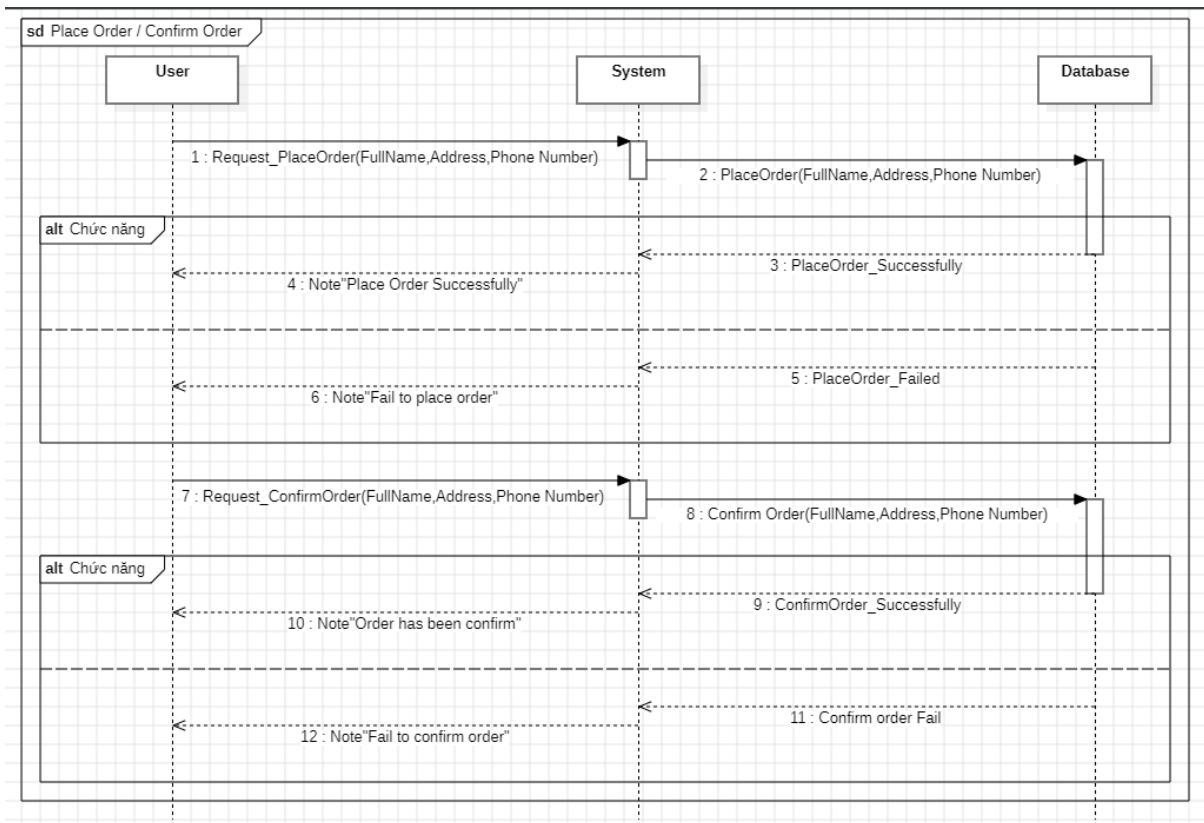 sd Place Order / Confirm Order
User
System
Database
1 : Request_PlaceOrder(FullName,Address,Phone Number)
2 : PlaceOrder(FullName,Address,Phone Number)
alt Chức năng
3 : PlaceOrder_Successfully
4 : Note"Place Order Successfully"
5 : PlaceOrder_Failed
6 : Note"Fail to place order"
7 : Request_ConfirmOrder(FullName,Address,Phone Number)
8 : Confirm Order(FullName,Address,Phone Number)
alt Chức năng
9 : ConfirmOrder_Successfully
10 : Note"Order has been confirm"
11 : Confirm order Fail
12 : Note"Fail to confirm order"